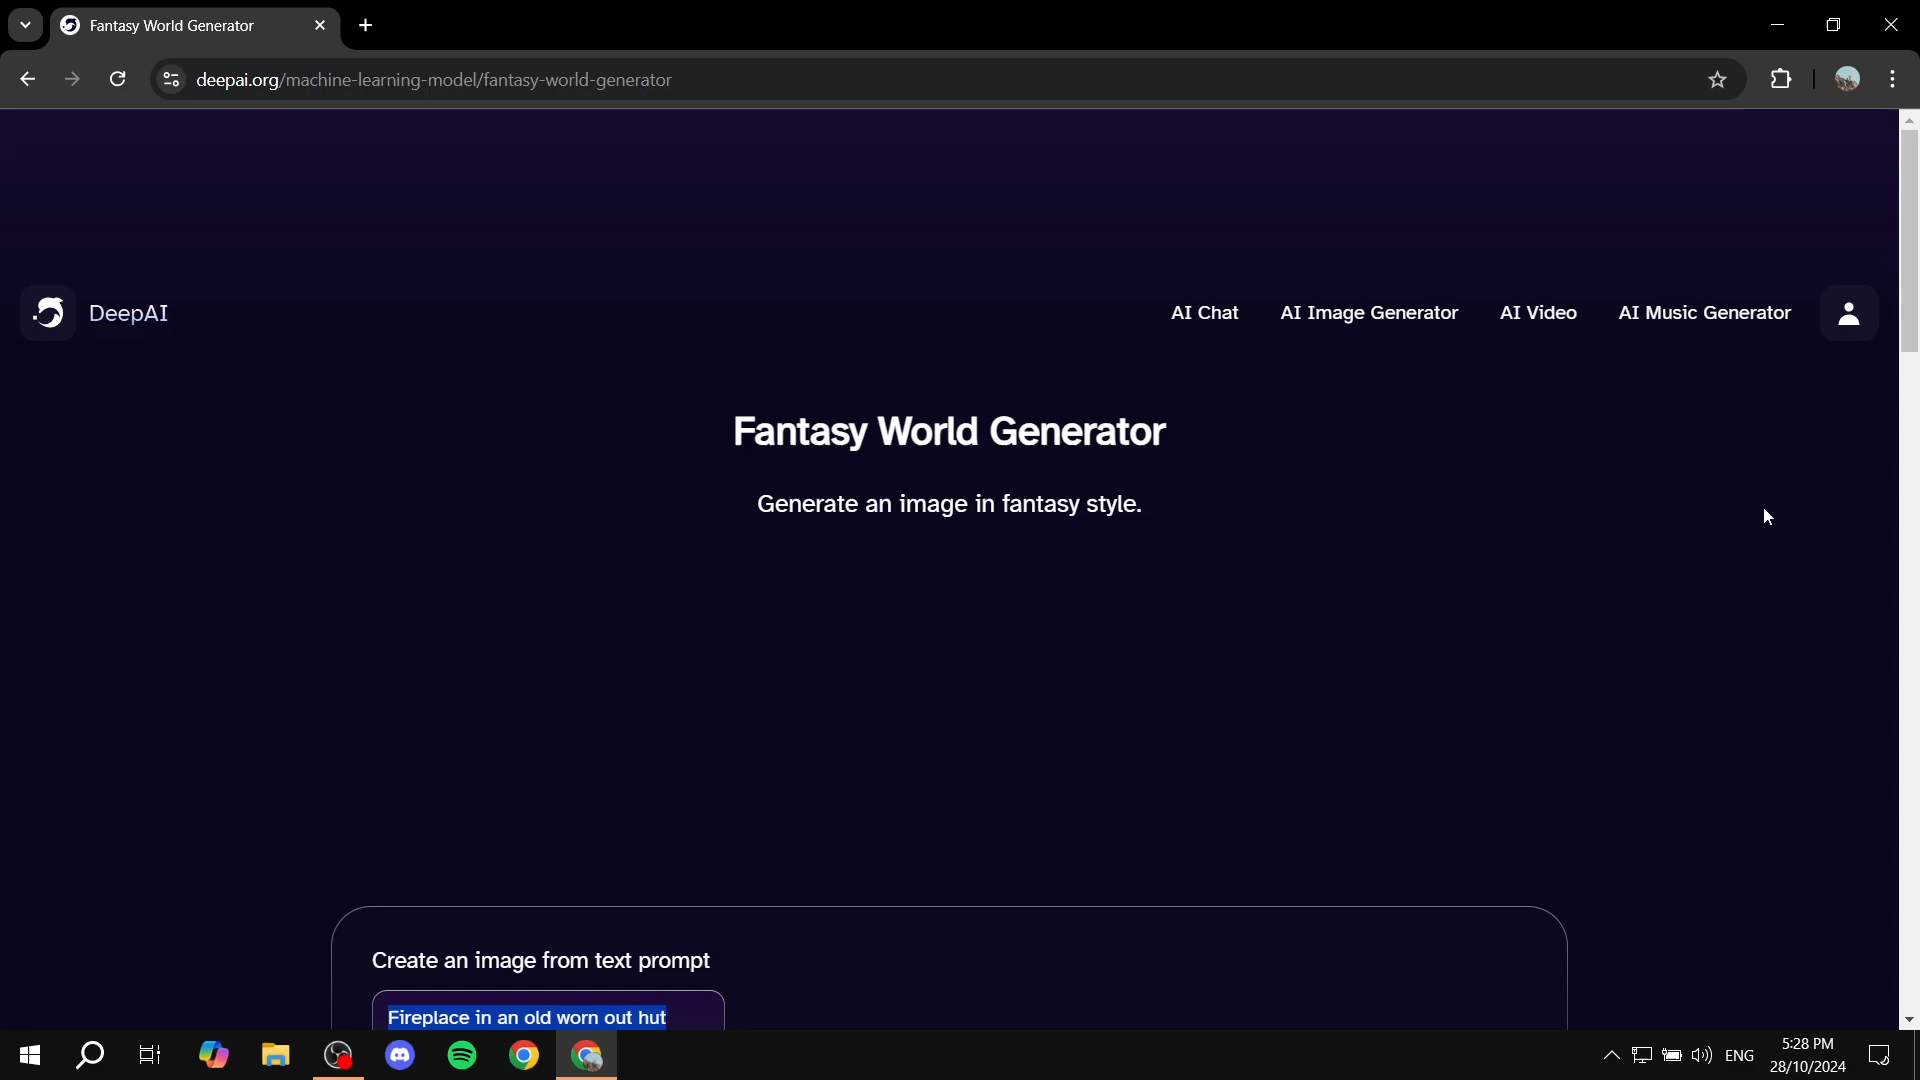 Fantasy World Generator
deepai.org/machine-learning-model/fantasy-world-generator
DeepAI
AI Chat
AI Image Generator
AI Video
AI Music Generator
Fantasy World Generator
Generate an image in fantasy style.
Create an image from text prompt
Fireplace in an old worn out hut
ENG
5:28 PM
28/10/2024